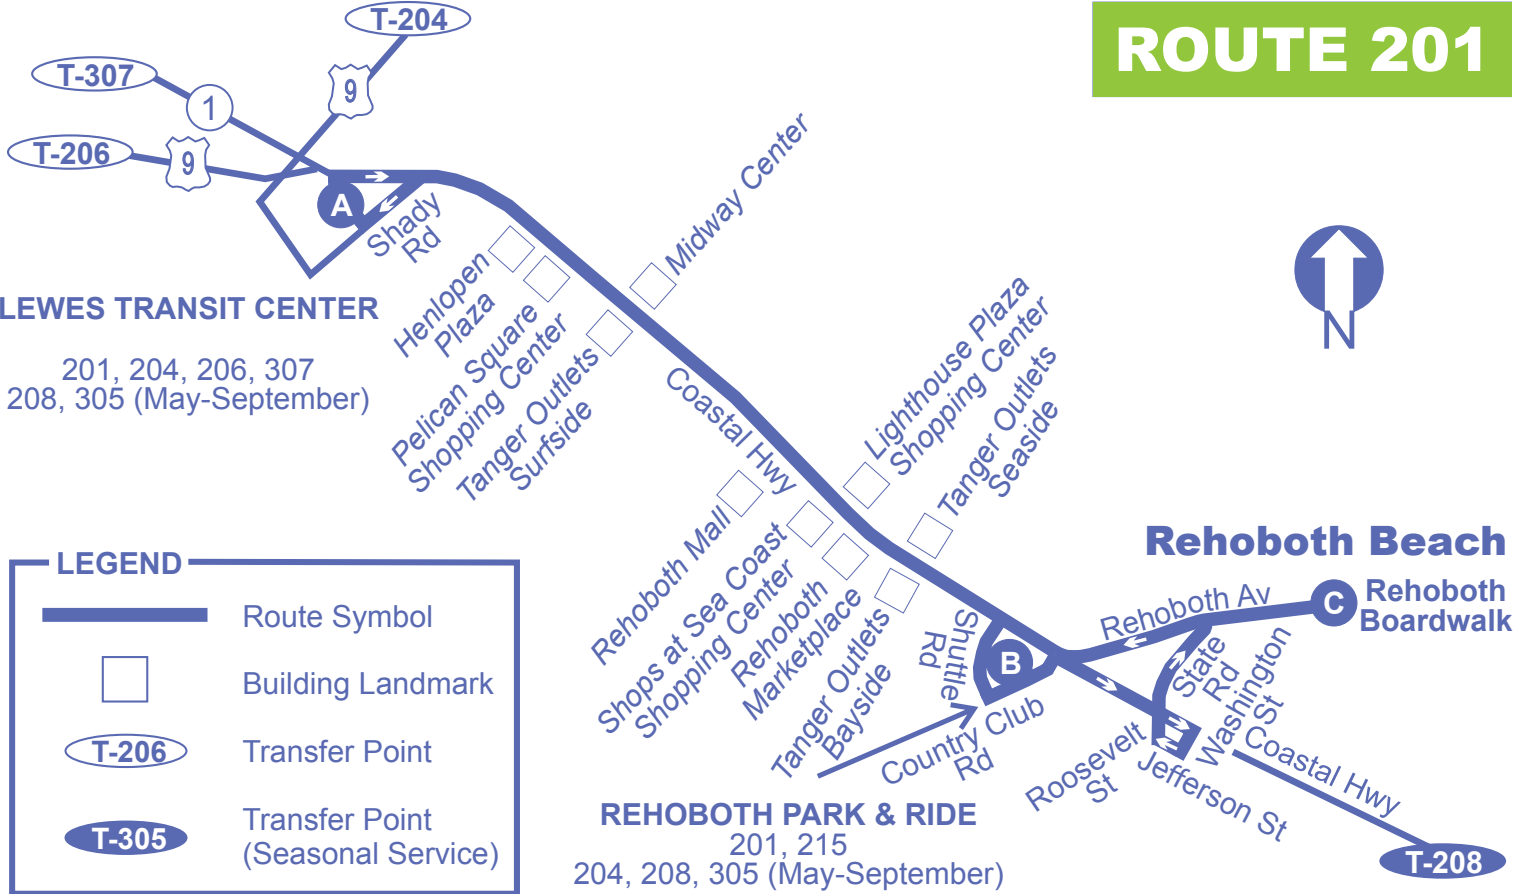 T-204
ROUTE 201
T-307
9
1
T-206
9
A
Shady
Rd
Midway Center
N
LEWES TRANSIT CENTER
201, 204, 206, 307
208, 305 (May-September)
Henlopen
Plaza
Pelican Square
Shopping Center
Tanger Outlets
Surfside
Coastal Hwy
Lighthouse Plaza
Shopping Center
Tanger Outlets
Seaside
Rehoboth Mall
Shops at Sea Coast
Shopping Center
Rehoboth
Marketplace
Tanger Outlets
Bayside
Rehoboth Beach
Rehoboth Av
C
Rehoboth
Boardwalk
Shuttle
Rd
B
Country Club
Rd
State
Rd
Washington
St
Roosevelt
St
Jefferson St
Coastal Hwy
T-208
REHOBOTH PARK & RIDE
201, 215
204, 208, 305 (May-September)
LEGEND
Route Symbol
Building Landmark
T-206
Transfer Point
T-305
Transfer Point
(Seasonal Service)